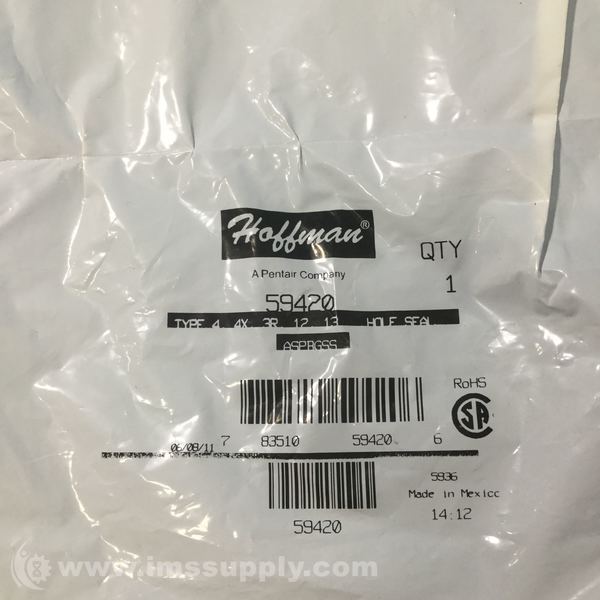 Hoffman®
A Pentair Company
QTY
1
59420
TYPE 4, 4X, 3R, 12, 13 HOLE SEAL
ASPBGSS
RoHS
06/08/11
7 83510 59420 6
5936
Made in Mexico
14:12
59420
www.imssupply.com